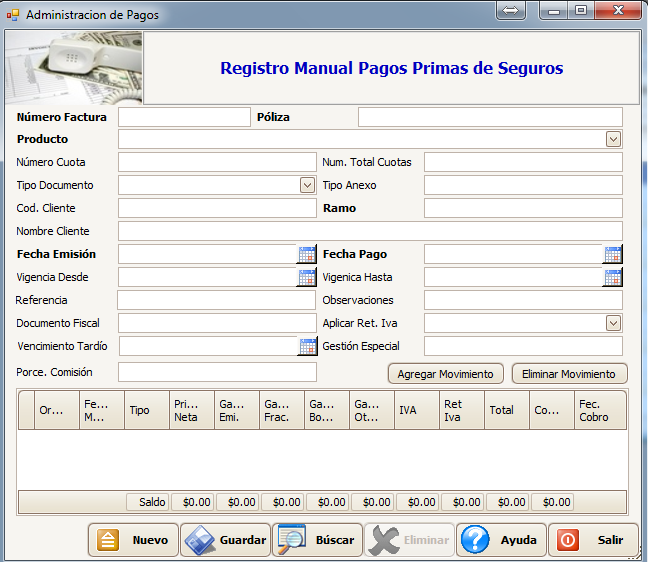 Administracion de Pagos
Registro Manual Pagos Primas de Seguros
Número Factura Póliza
Producto
Número Cuota Num. Total Cuotas
Tipo Documento Tipo Anexo
Cod. Cliente Ramo
Nombre Cliente
Fecha Emisión Fecha Pago
Vigencia Desde Vigenica Hasta
Referencia Observaciones
Documento Fiscal Aplicar Ret. Iva
Vencimiento Tardío Gestión Especial
Porce. Comisión Agregar Movimiento Eliminar Movimiento
Or... Fe... M... Tipo Pri... Neta Ga... Emi. Ga... Frac. Ga... Bo... Ga... Ot... IVA Ret Iva Total Co... Fec. Cobro
Saldo $0.00 $0.00 $0.00 $0.00 $0.00 $0.00 $0.00 $0.00 $0.00
Nuevo Guardar Búscar Eliminar Ayuda Salir